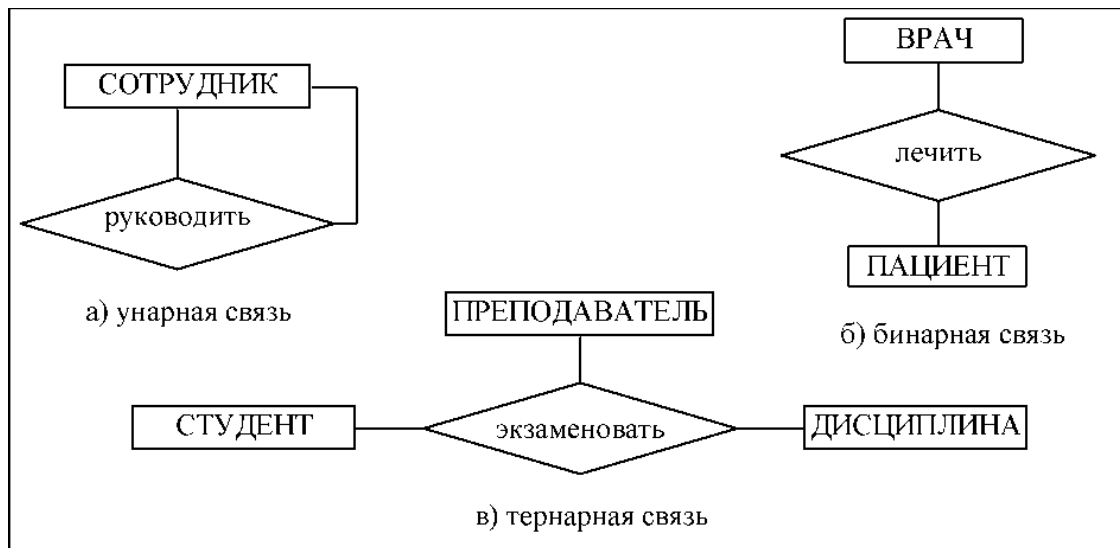 СОТРУДНИК
руководить
а) унарная связь
ВРАЧ
лечить
ПАЦИЕНТ
б) бинарная связь
ПРЕПОДАВАТЕЛЬ
СТУДЕНТ
экзаменовать
ДИСЦИПЛИНА
в) тернарная связь